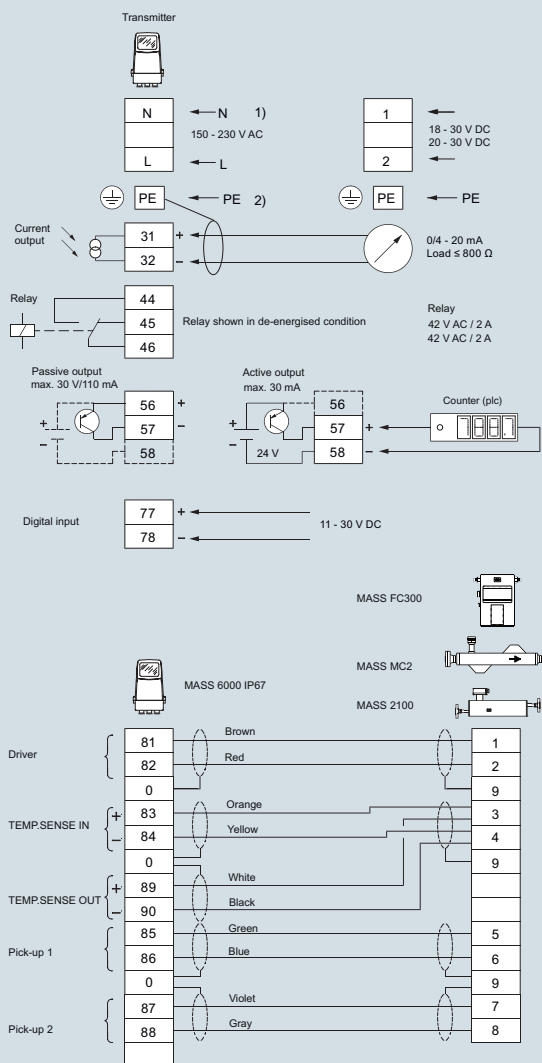 Transmitter
N N 1) 1
150 - 230 V AC 18 - 30 V DC
20 - 30 V DC
L L 2
PE PE 2) PE PE
Current
output
31 +
32 –
0/4 - 20 mA
Load ≤ 800 Ω
Relay
44
45
46
Relay shown in de-energised condition
Relay
42 V AC / 2 A
42 V AC / 2 A
Passive output
max. 30 V/110 mA
+
–
56 +
57 –
58
Active output
max. 30 mA
+
–
24 V
56
57 +
58 –
Counter (plc)
Digital input
77 +
78 –
11 - 30 V DC
MASS FC300
MASS MC2
MASS 2100
MASS 6000 IP67
Driver
81 Brown 1
82 Red 2
0 9
TEMP.SENSE IN
+ 83 Orange 3
– 84 Yellow 4
0 9
TEMP.SENSE OUT
+ 89 White
– 90 Black
Pick-up 1
85 Green 5
86 Blue 6
0 9
Pick-up 2
87 Violet 7
88 Gray 8